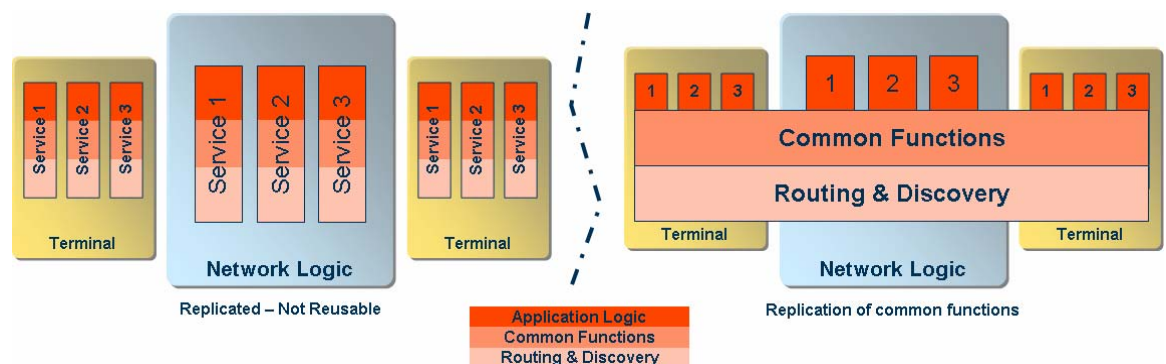 Service 1
Service 2
Service 3
Terminal
Service 1
Service 2
Service 3
Network Logic
Service 1
Service 2
Service 3
Terminal
Replicated – Not Reusable
1 2 3
1 2 3
1 2 3
Common Functions
Routing & Discovery
Terminal
Network Logic
Terminal
Replication of common functions
Application Logic
Common Functions
Routing & Discovery